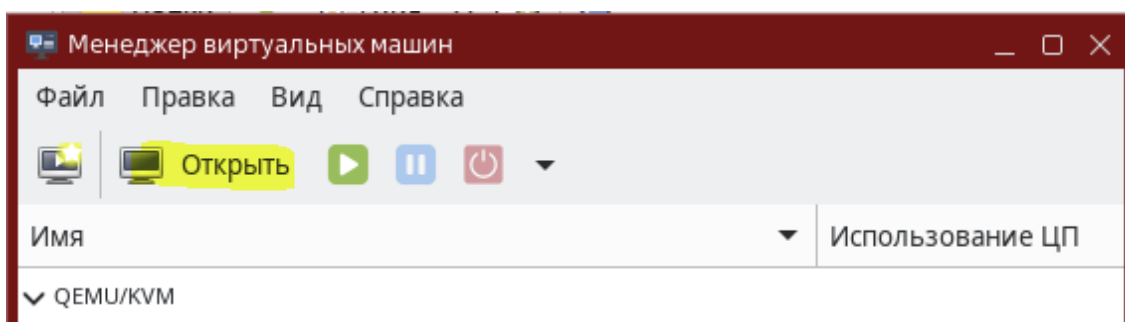 Менеджер виртуальных машин
Файл Правка Вид Справка
Открыть
Имя Использование ЦП
QEMU/KVM